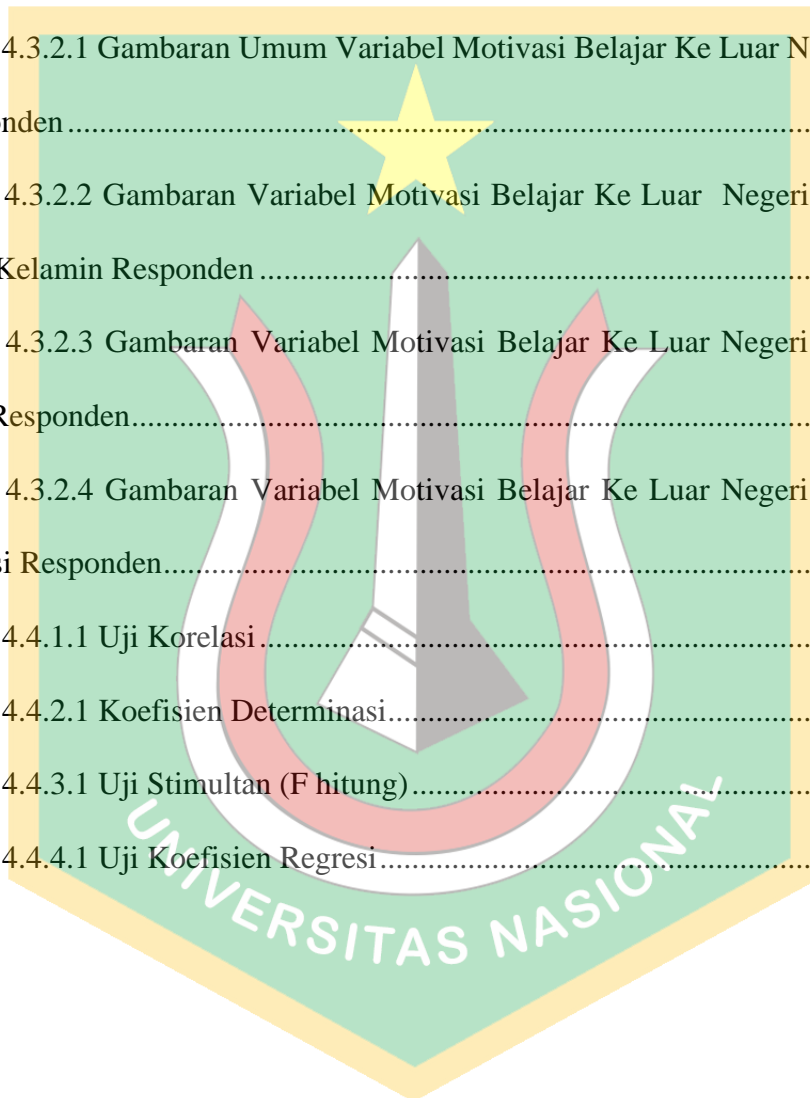 4.3.2.1 Gambaran Umum Variabel Motivasi Belajar Ke Luar N
nden ........................................................................................
4.3.2.2 Gambaran Variabel Motivasi Belajar Ke Luar Negeri
Kelamin Responden ........................................................................
4.3.2.3 Gambaran Variabel Motivasi Belajar Ke Luar Negeri
Responden........................................................................................
4.3.2.4 Gambaran Variabel Motivasi Belajar Ke Luar Negeri
si Responden....................................................................................
4.4.1.1 Uji Korelasi ........................................................................
4.4.2.1 Koefisien Determinasi.......................................................
4.4.3.1 Uji Stimultan (F hitung) ....................................................
4.4.4.1 Uji Koefisien Regresi........................................................
UNIVERSITAS NASIONAL